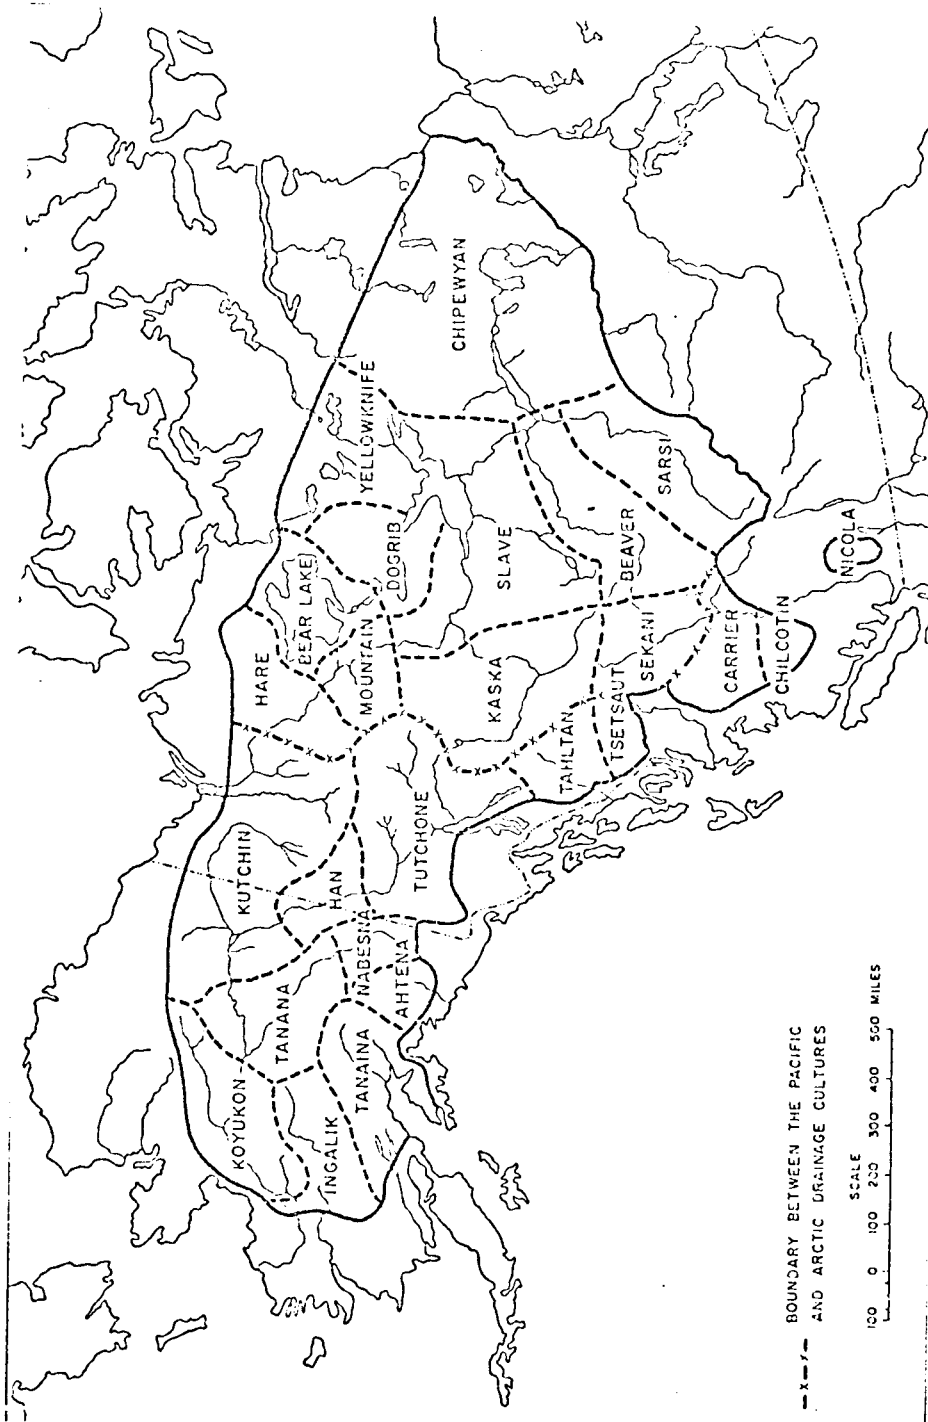 KOYUKON
INGALIK
TANAINA
TANANA
AHTENA
NABESNA
KUTCHIN
HAN
TUTCHONE
HARE
BEAR LAKE
MOUNTAIN
DOGRIB
YELLOWKNIFE
KASKA
SLAVE
CHIPEWYAN
TAHLTAN
TSETSAUT
SEKANI
BEAVER
SARSI
CARRIER
CHILCOTIN
NICOLA
BOUNDARY BETWEEN THE PACIFIC
AND ARCTIC DRAINAGE CULTURES
SCALE
100 0 100 200 300 400 500 MILES